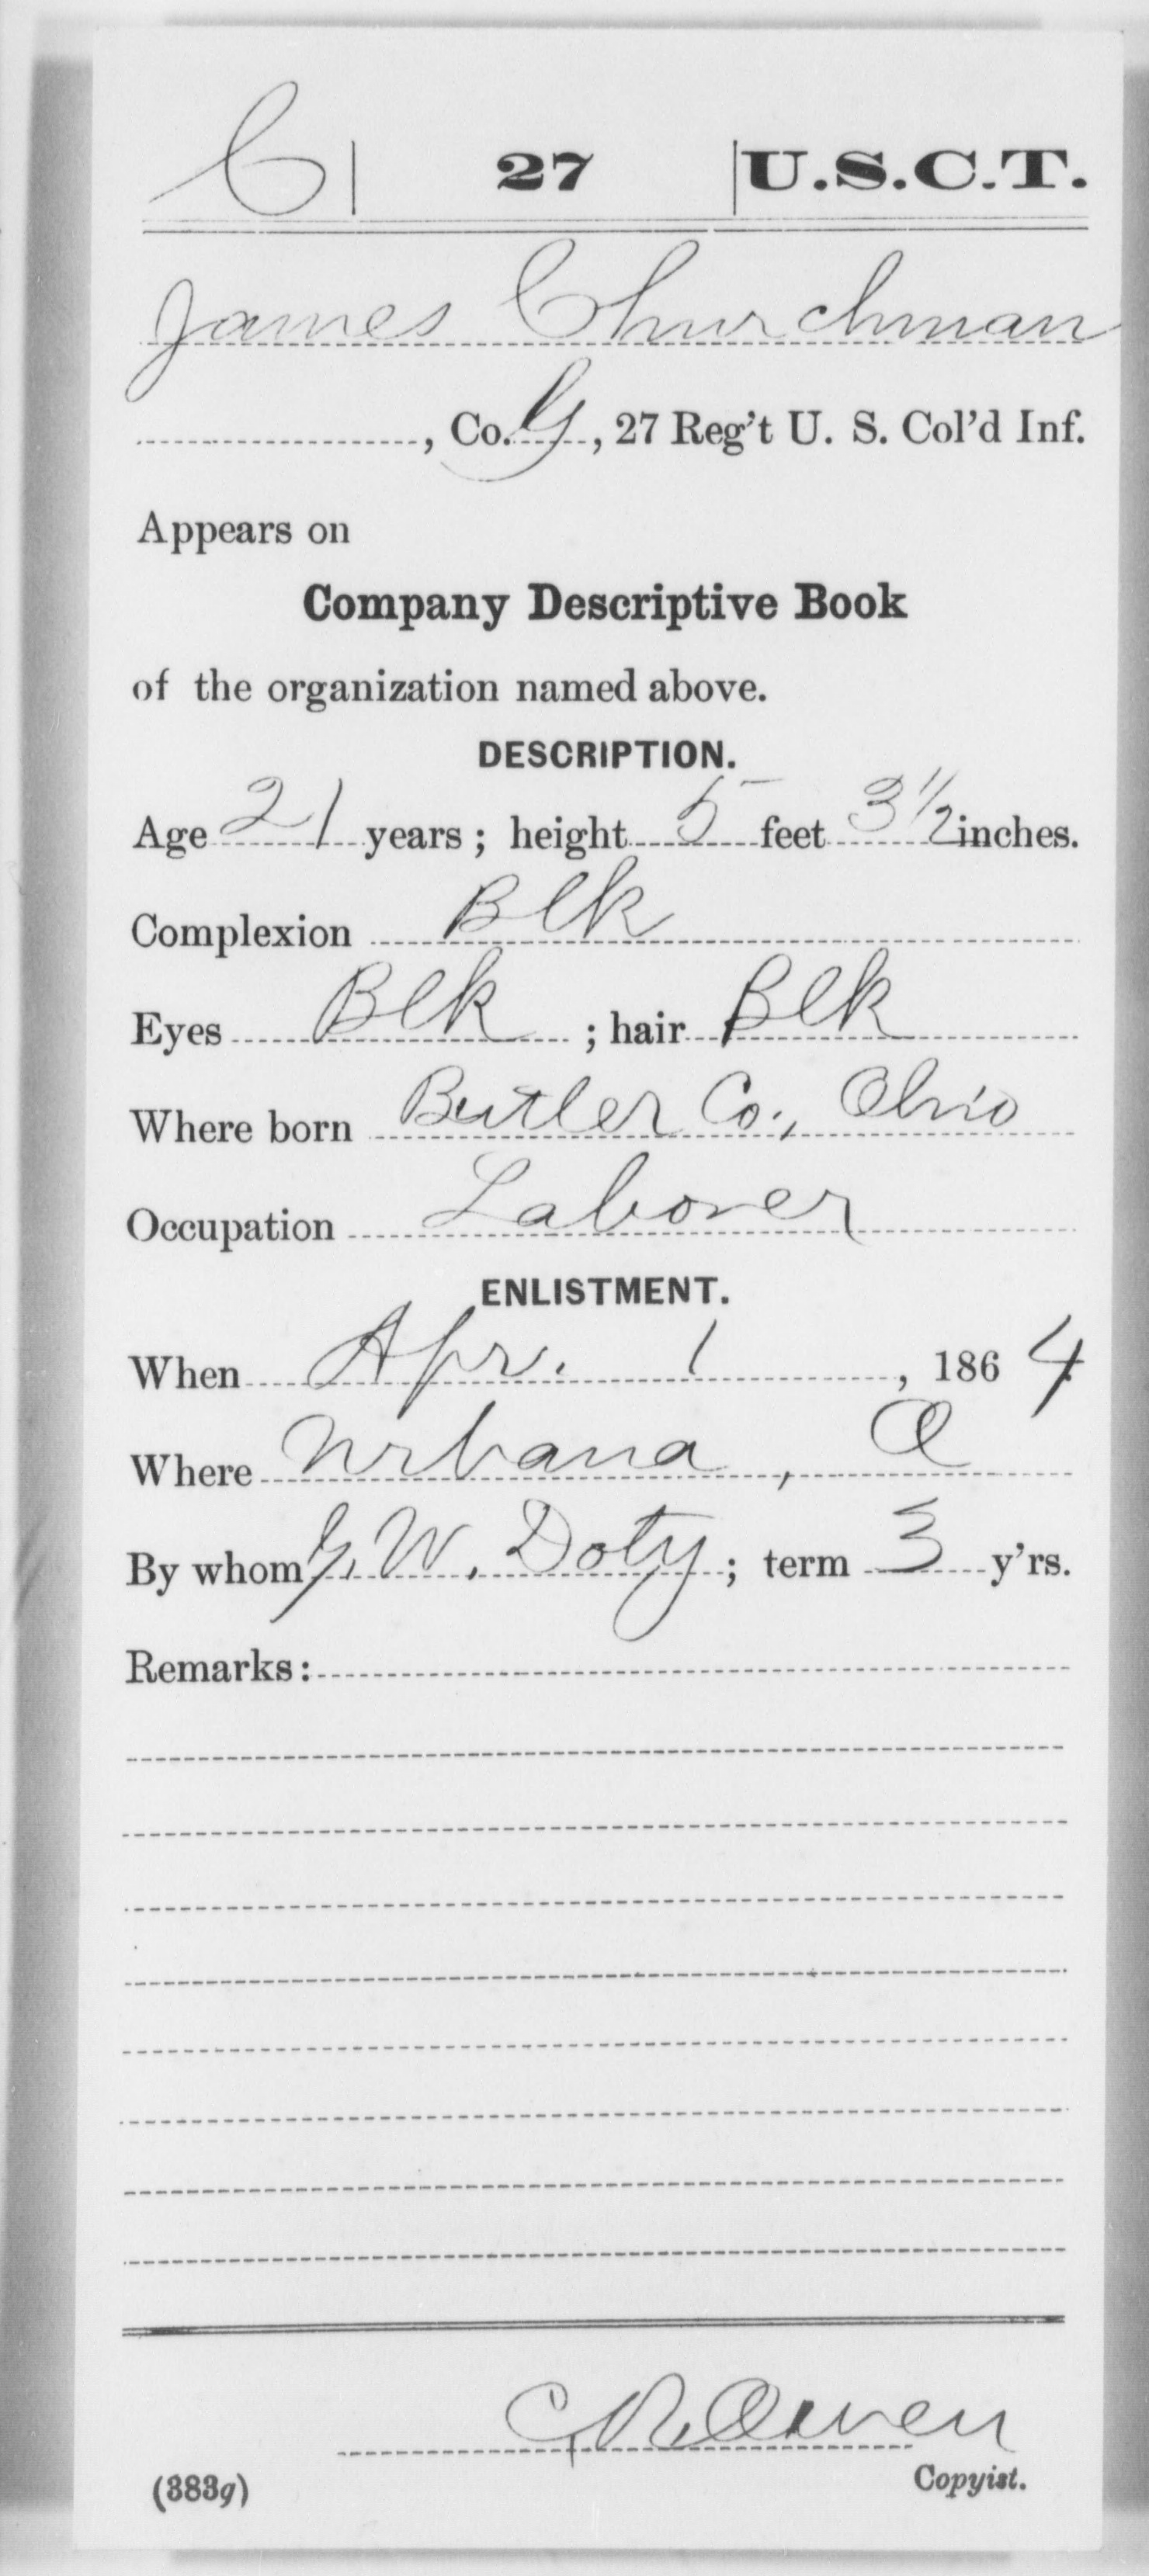 C | 27 | U.S.C.T.
James Churchman
, Co. G, 27 Reg't U. S. Col'd Inf.
Appears on
Company Descriptive Book
of the organization named above.
DESCRIPTION.
Age 21 years; height 5 feet 3 1/2 inches.
Complexion Blk
Eyes Blk; hair Blk
Where born Butler Co., Ohio
Occupation Laborer
ENLISTMENT.
When Apr. 1, 1864
Where Urbana, O
By whom G. W. Doty; term 3 y'rs.
Remarks:
C R Owen
(383g) Copyist.